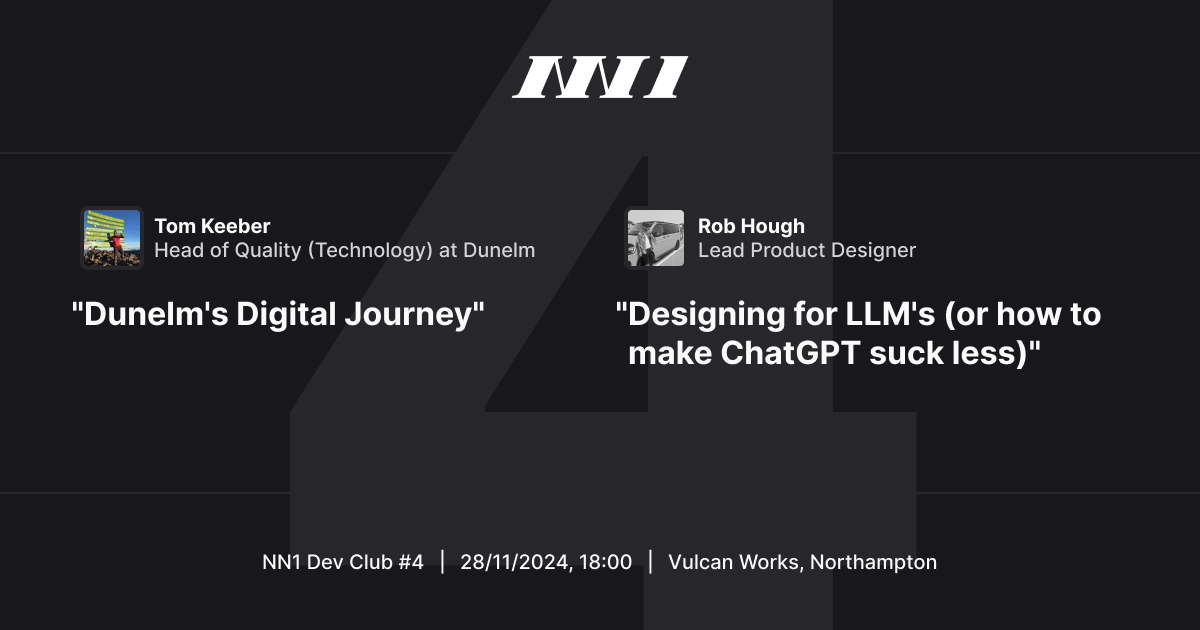 NN1
Tom Keeber
Head of Quality (Technology) at Dunelm
"Dunelm's Digital Journey"
Rob Hough
Lead Product Designer
"Designing for LLM's (or how to
make ChatGPT suck less)"
4
NN1 Dev Club #4 | 28/11/2024, 18:00 | Vulcan Works, Northampton